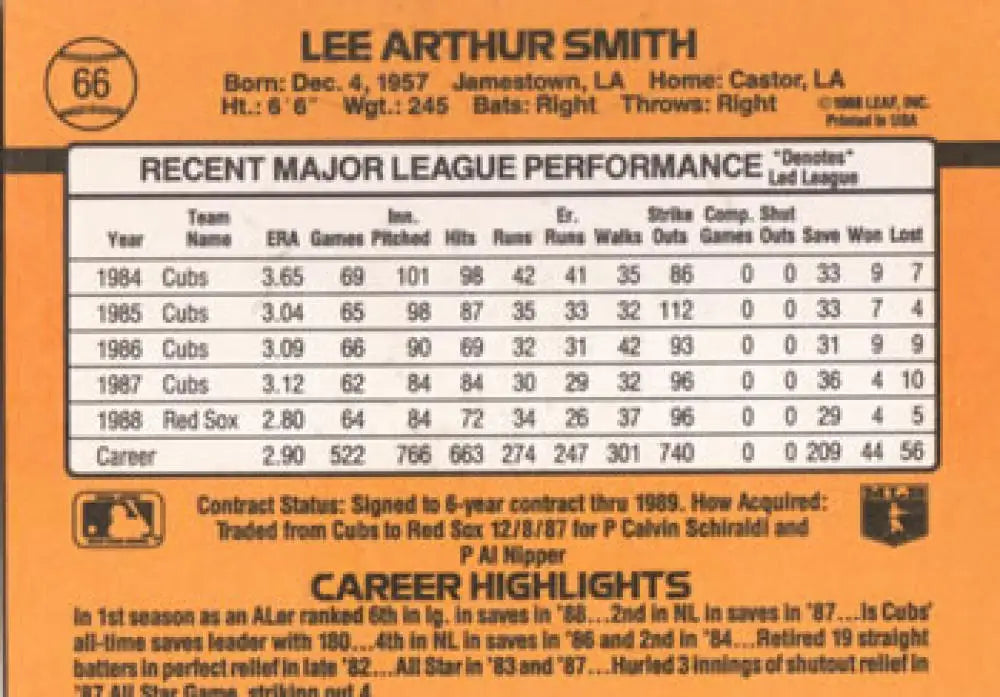 66
LEE ARTHUR SMITH
Born: Dec. 4, 1957 Jamestown, LA Home: Castor, LA
Ht.: 6'6" Wgt.: 245 Bats: Right Throws: Right
©1988 LEAF, INC.
Printed in USA
RECENT MAJOR LEAGUE PERFORMANCE "Denotes" Led League
Year Team Name ERA Games Inn. Pitched Hits Runs Er. Runs Walks Strike Outs Comp. Games Shut Outs Save Won Lost
1984 Cubs 3.65 69 101 98 42 41 35 86 0 0 33 9 7
1985 Cubs 3.04 65 98 87 35 33 32 112 0 0 33 7 4
1986 Cubs 3.09 66 90 69 32 31 42 93 0 0 31 9 9
1987 Cubs 3.12 62 84 84 30 29 32 96 0 0 36 4 10
1988 Red Sox 2.80 64 84 72 34 26 37 96 0 0 29 4 5
Career 2.90 522 766 663 274 247 301 740 0 0 209 44 56
Contract Status: Signed to 6-year contract thru 1989. How Acquired:
Traded from Cubs to Red Sox 12/8/87 for P Calvin Schiraldi and
P Al Nipper
MLB
CAREER HIGHLIGHTS
In 1st season as an ALer ranked 6th in lg. in saves in '88...2nd in NL in saves in '87...Is Cubs'
all-time saves leader with 180...4th in NL in saves in '86 and 2nd in '84...Retired 19 straight
batters in perfect relief in late '82...All Star in '83 and '87...Hurled 3 innings of shutout relief in
'87 All Star Game, striking out 4.